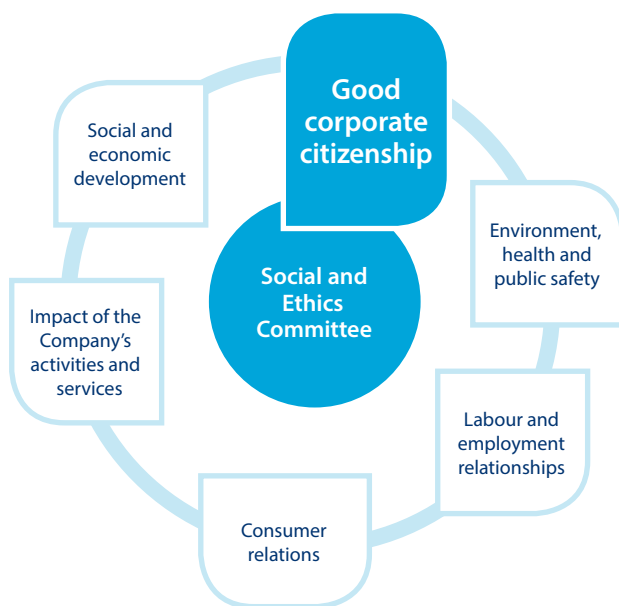 Good
corporate
citizenship
Social and
economic
development
Environment,
health and
public safety
Social and
Ethics
Committee
Impact of the
Company’s
activities and
services
Labour and
employment
relationships
Consumer
relations